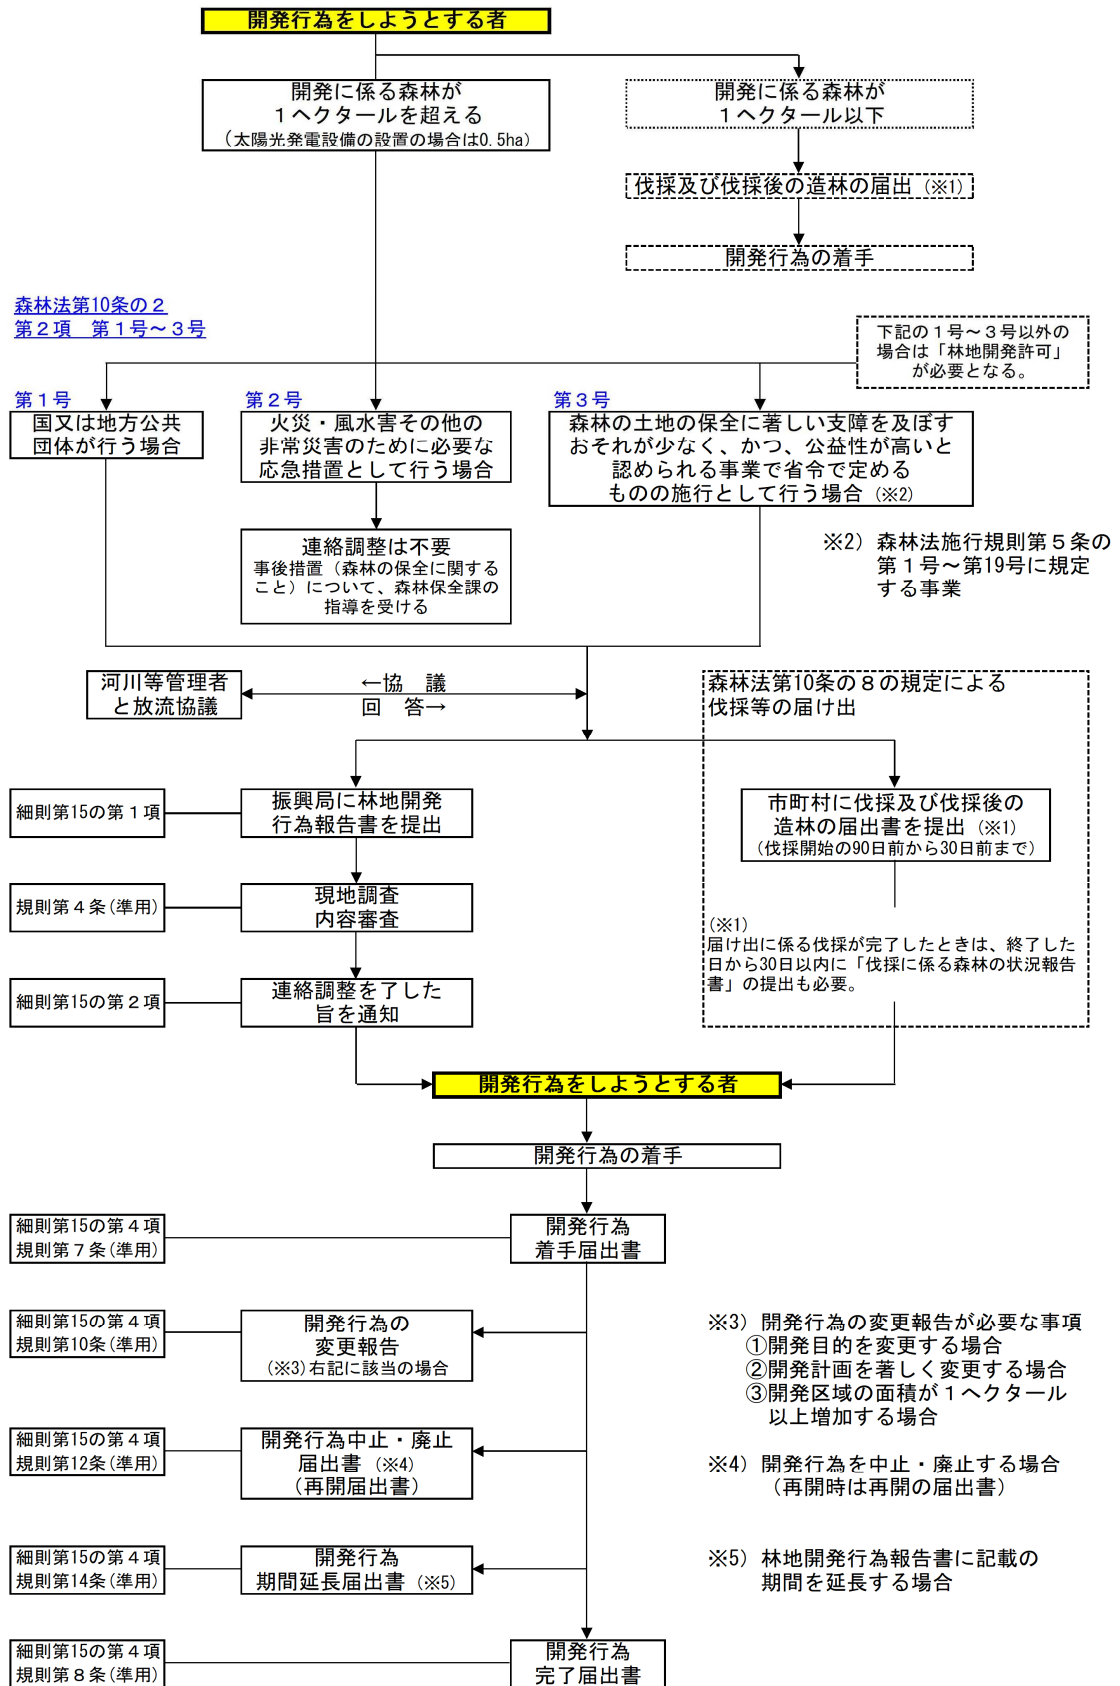 開発行為をしようとする者
開発に係る森林が
１ヘクタールを超える
(太陽光発電設備の設置の場合は0.5ha)
開発に係る森林が
１ヘクタール以下
伐採及び伐採後の造林の届出 (※1)
開発行為の着手
森林法第10条の２
第２項　第１号～３号
下記の１号～３号以外の
場合は「林地開発許可」
が必要となる。
第１号
国又は地方公共
団体が行う場合
第２号
火災・風水害その他の
非常災害のために必要な
応急措置として行う場合
第３号
森林の土地の保全に著しい支障を及ぼす
おそれが少なく、かつ、公益性が高いと
認められる事業で省令で定める
ものの施行として行う場合 (※2)
連絡調整は不要
事後措置（森林の保全に関する
こと）について、森林保全課の
指導を受ける
※2) 森林法施行規則第５条の
第１号～第19号に規定
する事業
河川等管理者
と放流協議
←協　議
回　答→
森林法第10条の８の規定による
伐採等の届け出
細則第15の第１項
振興局に林地開発
行為報告書を提出
市町村に伐採及び伐採後の
造林の届出書を提出 (※1)
(伐採開始の90日前から30日前まで)
規則第４条(準用)
現地調査
内容審査
(※1)
届け出に係る伐採が完了したときは、終了した
日から30日以内に「伐採に係る森林の状況報告
書」の提出も必要。
細則第15の第２項
連絡調整を了した
旨を通知
開発行為をしようとする者
開発行為の着手
細則第15の第４項
規則第７条(準用)
開発行為
着手届出書
細則第15の第４項
規則第10条(準用)
開発行為の
変更報告
(※3)右記に該当の場合
※3) 開発行為の変更報告が必要な事項
①開発目的を変更する場合
②開発計画を著しく変更する場合
③開発区域の面積が１ヘクタール
以上増加する場合
細則第15の第４項
規則第12条(準用)
開発行為中止・廃止
届出書 (※4)
(再開届出書)
※4) 開発行為を中止・廃止する場合
(再開時は再開の届出書)
細則第15の第４項
規則第14条(準用)
開発行為
期間延長届出書 (※5)
※5) 林地開発行為報告書に記載の
期間を延長する場合
細則第15の第４項
規則第８条(準用)
開発行為
完了届出書